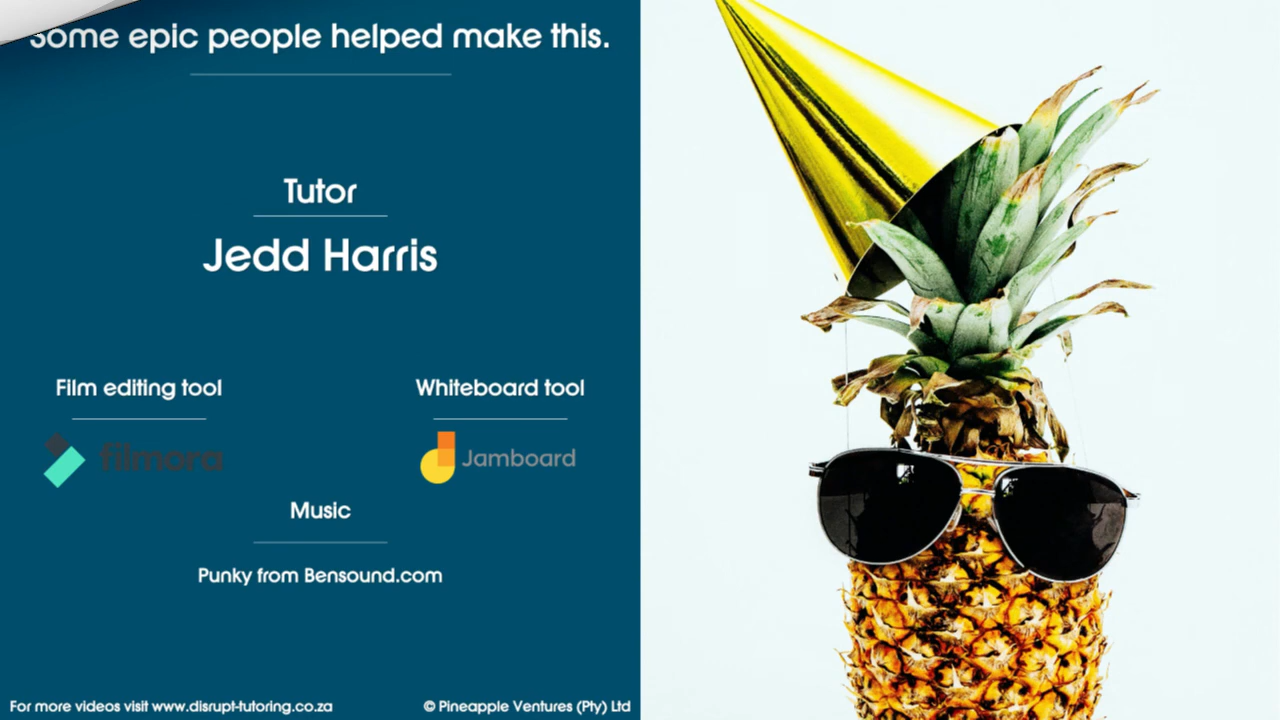 Some epic people helped make this.
Tutor
Jedd Harris
Film editing tool
Whiteboard tool
filmora
Jamboard
Music
Punky from Bensound.com
For more videos visit www.disrupt-tutoring.co.za
© Pineapple Ventures (Pty) Ltd